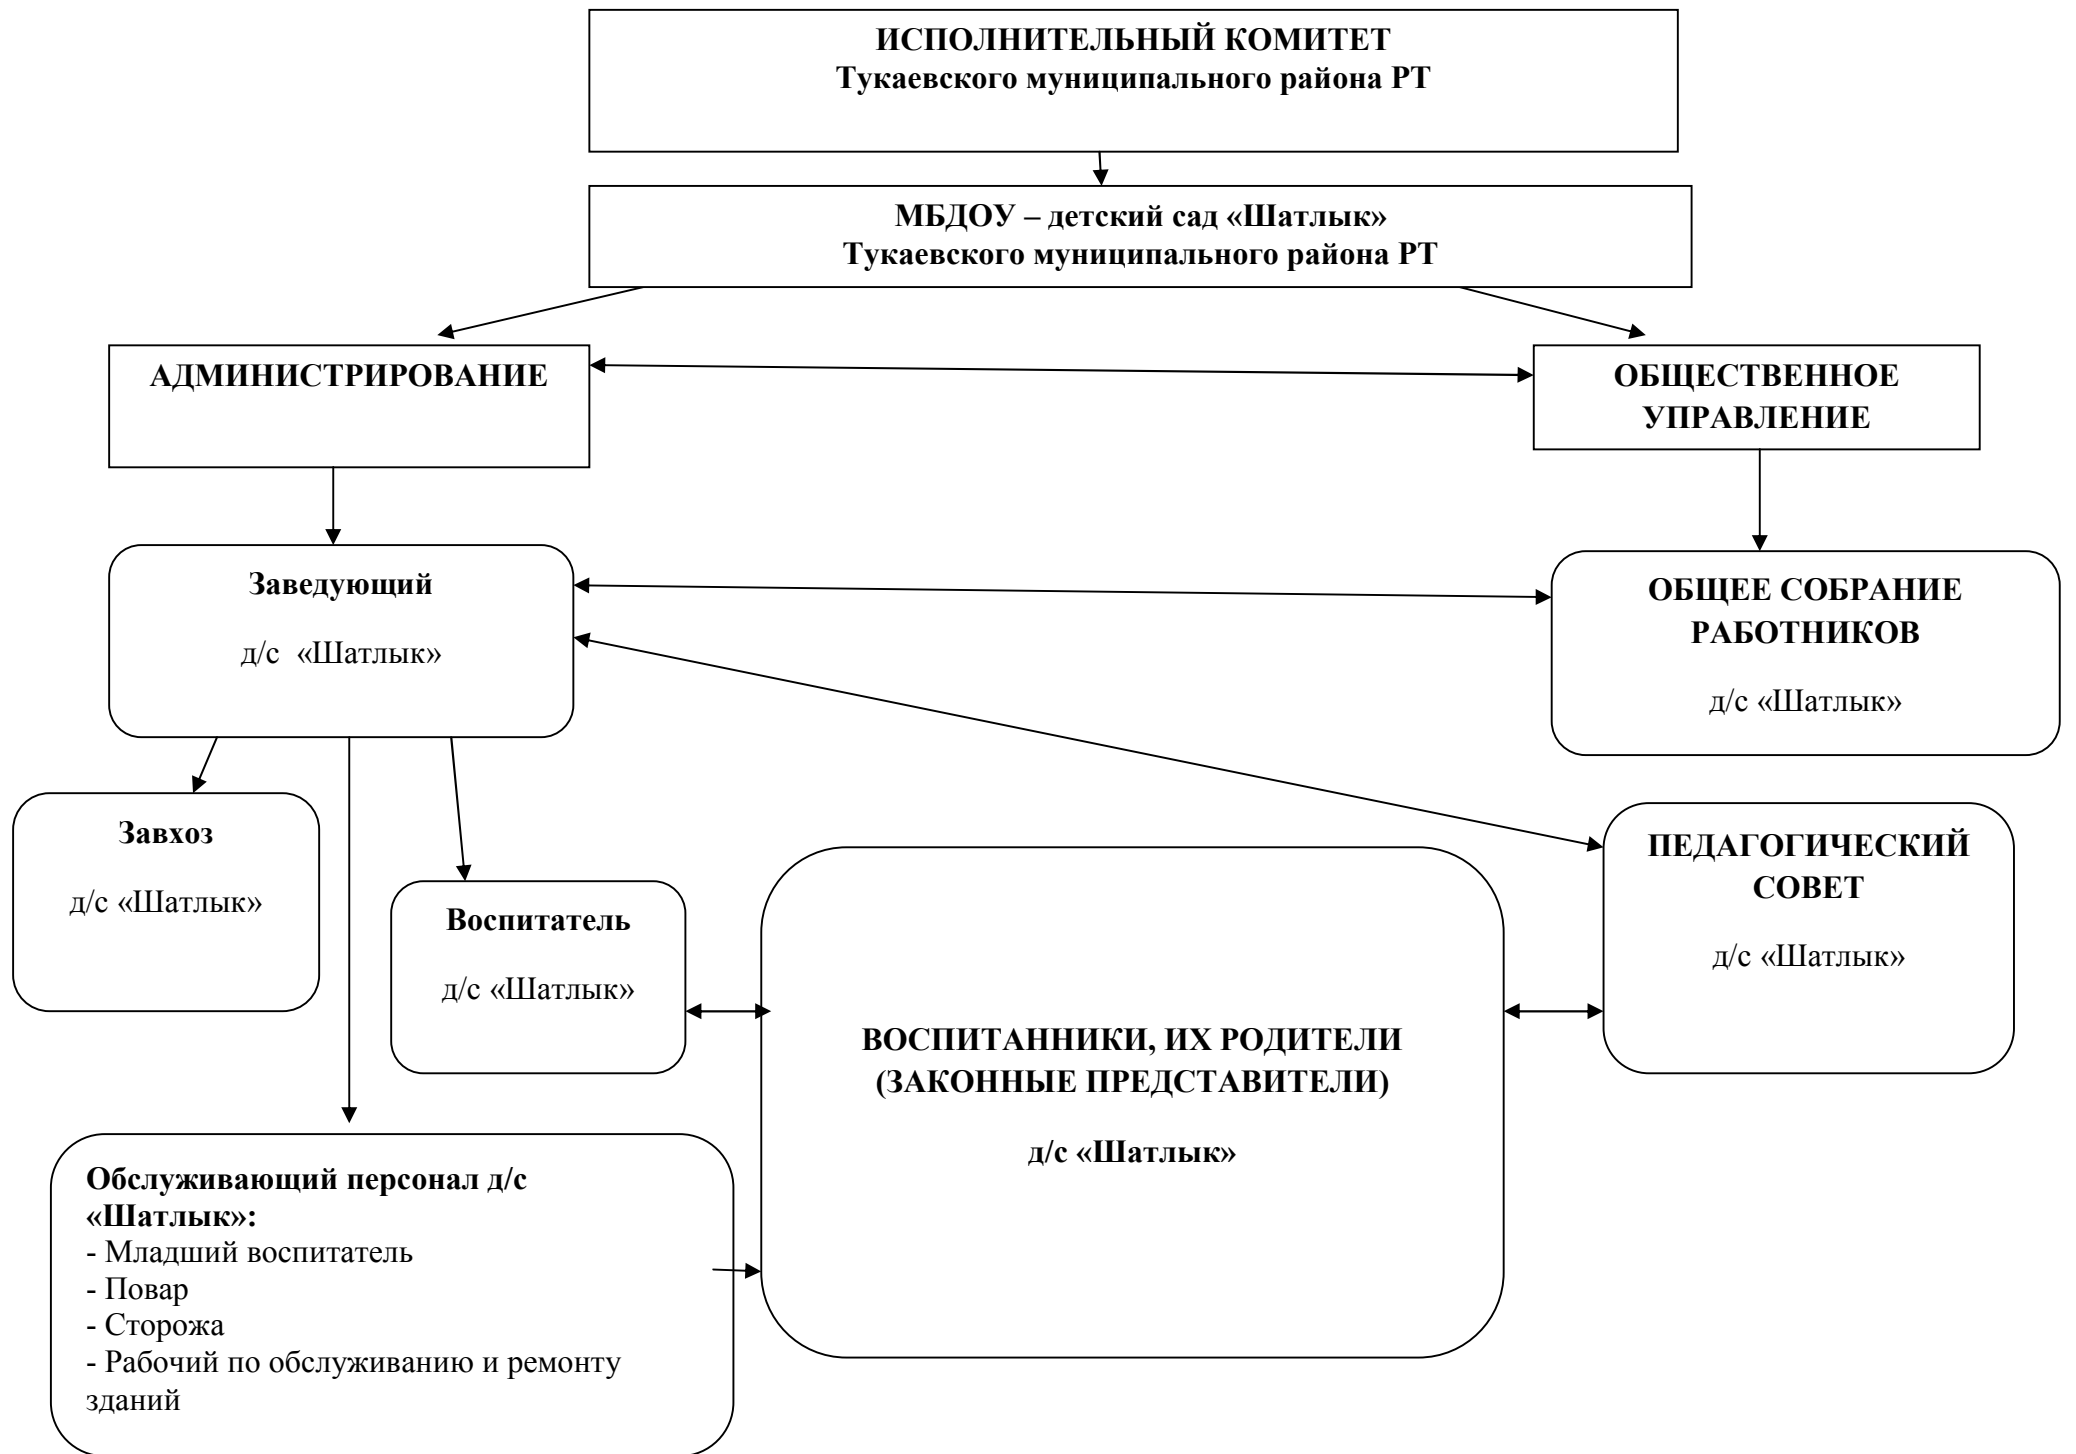 ИСПОЛНИТЕЛЬНЫЙ КОМИТЕТ
Тукаевского муниципального района РТ
МБДОУ – детский сад «Шатлык»
Тукаевского муниципального района РТ
АДМИНИСТРИРОВАНИЕ
ОБЩЕСТВЕННОЕ
УПРАВЛЕНИЕ
Заведующий
д/с «Шатлык»
ОБЩЕЕ СОБРАНИЕ
РАБОТНИКОВ
д/с «Шатлык»
Завхоз
д/с «Шатлык»
Воспитатель
д/с «Шатлык»
ПЕДАГОГИЧЕСКИЙ
СОВЕТ
д/с «Шатлык»
ВОСПИТАННИКИ, ИХ РОДИТЕЛИ
(ЗАКОННЫЕ ПРЕДСТАВИТЕЛИ)
д/с «Шатлык»
Обслуживающий персонал д/с
«Шатлык»:
- Младший воспитатель
- Повар
- Сторожа
- Рабочий по обслуживанию и ремонту
зданий